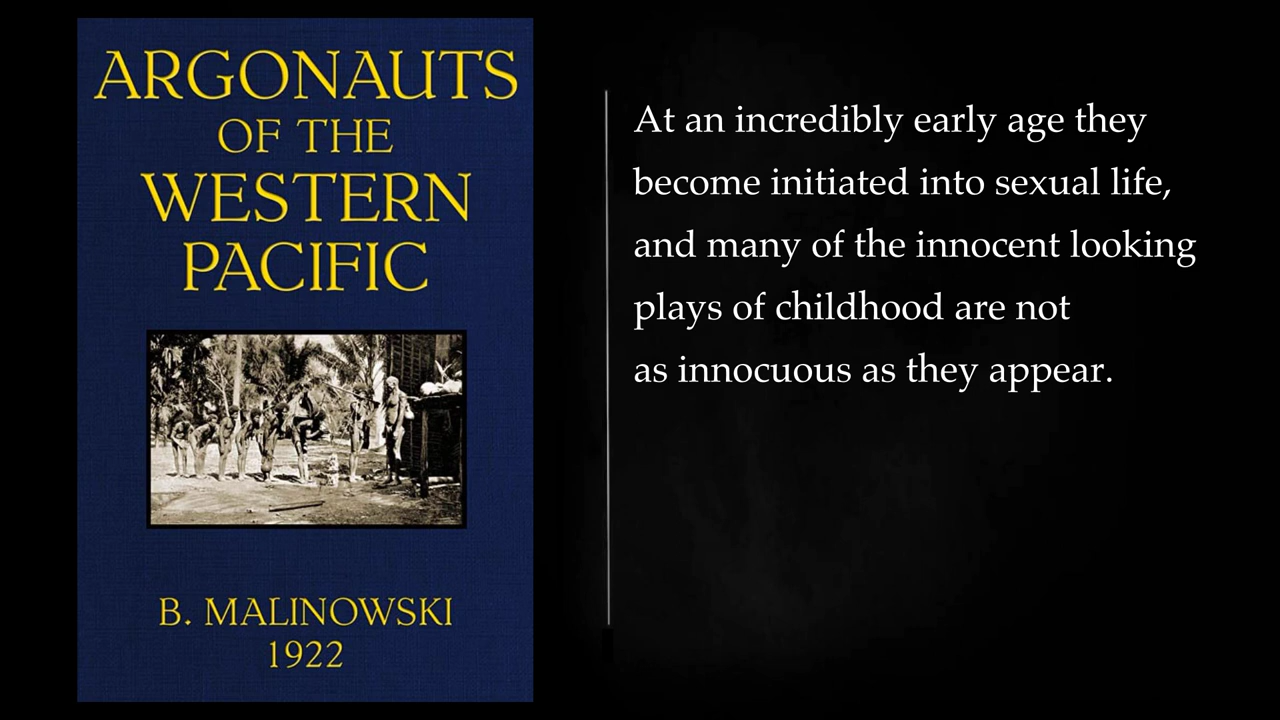 ARGONAUTS
OF THE
WESTERN
PACIFIC
B. MALINOWSKI
1922
At an incredibly early age they
become initiated into sexual life,
and many of the innocent looking
plays of childhood are not
as innocuous as they appear.